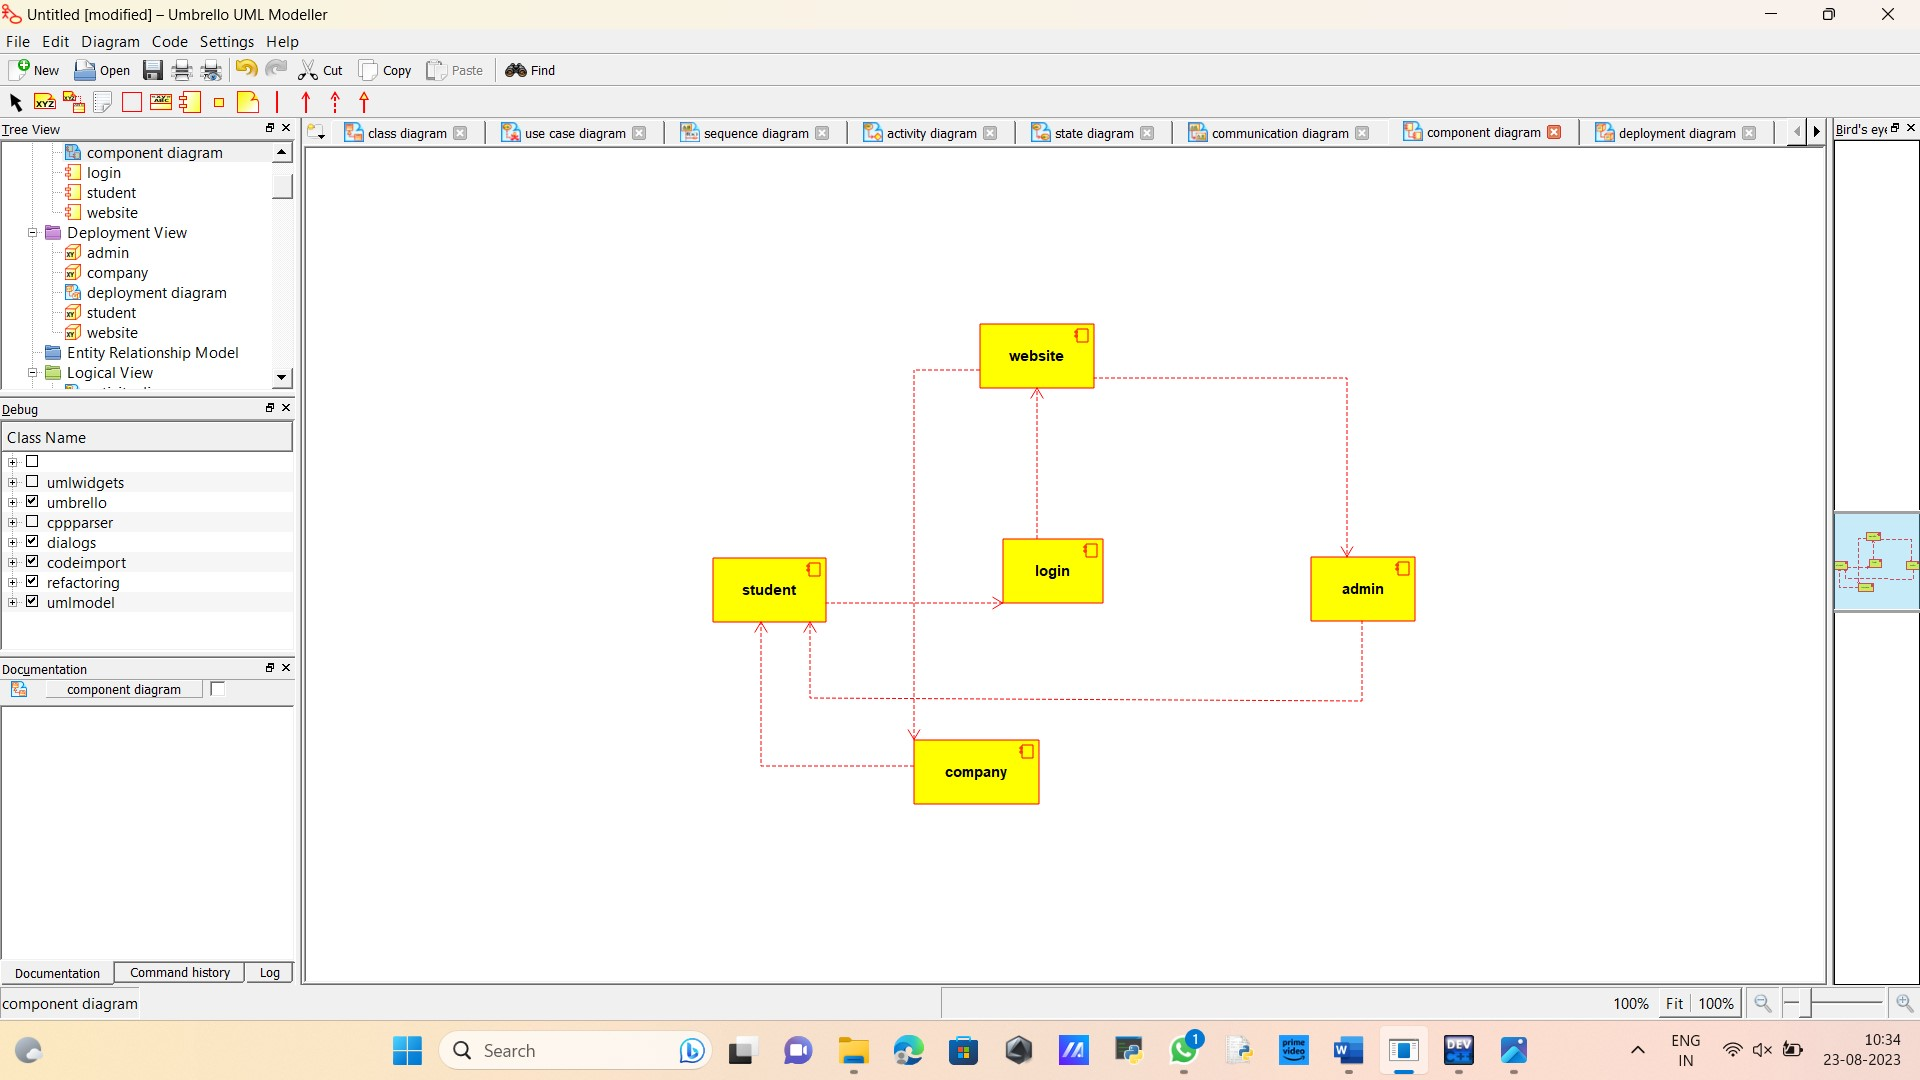 Untitled [modified] – Umbrello UML Modeller
File Edit Diagram Code Settings Help
New Open Cut Copy Paste Find
Tree View
component diagram
login
student
website
Deployment View
admin
company
deployment diagram
student
website
Entity Relationship Model
Logical View
Debug
Class Name
umlwidgets
umbrello
cppparser
dialogs
codeimport
refactoring
umlmodel
Documentation
component diagram
Documentation Command history Log
class diagram use case diagram sequence diagram activity diagram state diagram communication diagram component diagram deployment diagram
Bird's eye
website
login
student
admin
company
component diagram
100% Fit 100%
Search
1
prime video
W
DEV C++
ENG
IN
10:34
23-08-2023